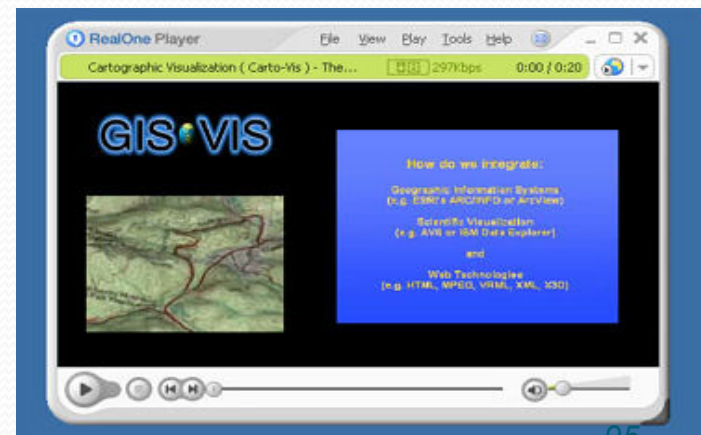 RealOne Player File View Play Tools Help
Cartographic Visualization ( Carto-Vis ) - The... 297Kbps 0:00 / 0:20
GIS VIS
How do we integrate:
Geographic Information Systems
(e.g. ESRI's ARC/INFO or ArcView)
Scientific Visualization
(e.g. AVS or IBM Data Explorer)
and
Web Technologies
(e.g. HTML, MPEG, VRML, XML, X3D)